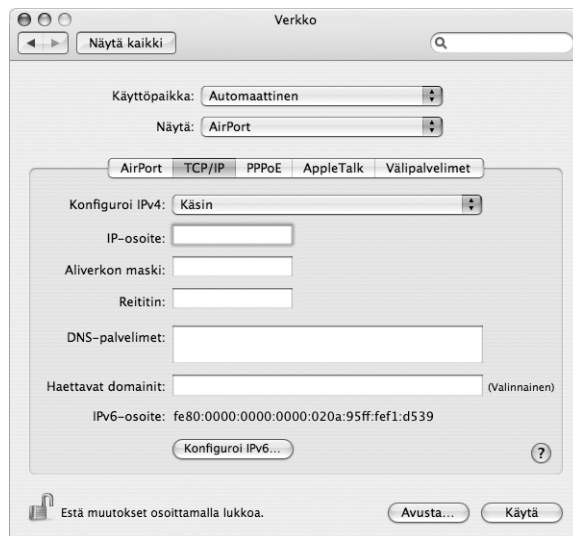 Verkko
Näytä kaikki
Käyttöpaikka: Automaattinen
Näytä: AirPort
AirPort TCP/IP PPPoE AppleTalk Välipalvelimet
Konfiguroi IPv4: Käsin
IP-osoite:
Aliverkon maski:
Reititin:
DNS-palvelimet:
Haettavat domainit: (Valinnainen)
IPv6-osoite: fe80:0000:0000:0000:020a:95ff:fef1:d539
Konfiguroi IPv6... ?
Estä muutokset osoittamalla lukkoa. Avusta... Käytä